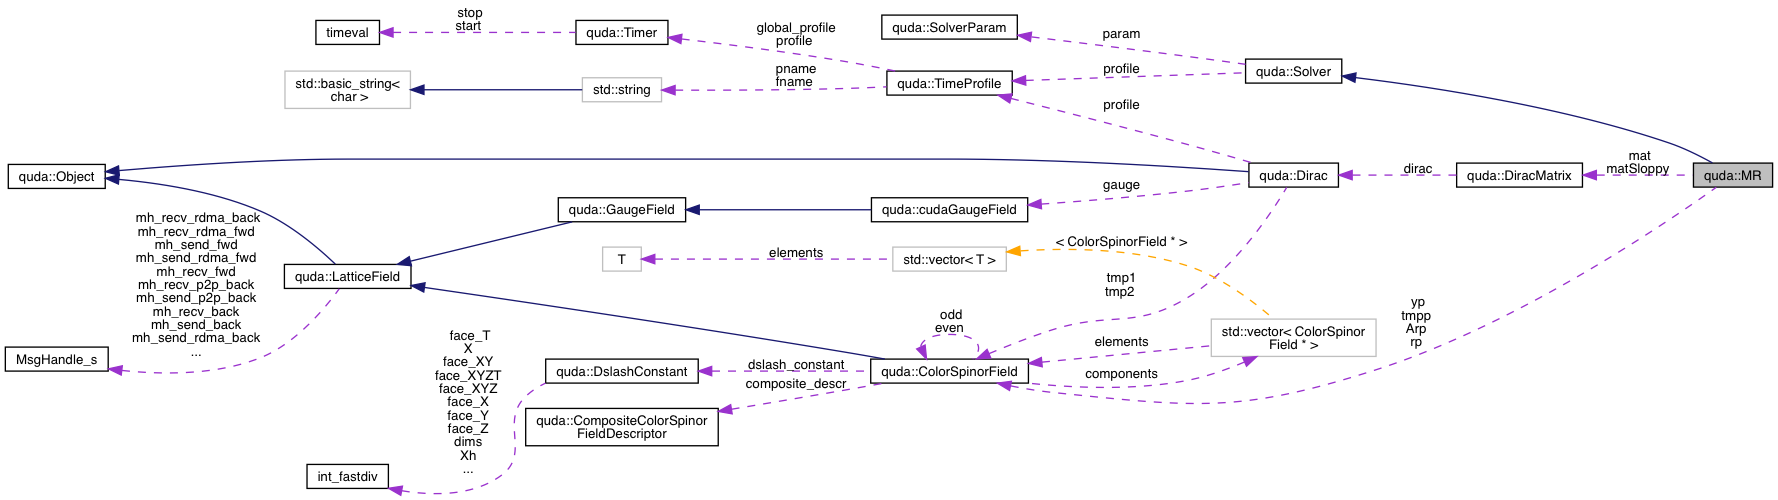 stop
start
timeval
quda::Timer
global_profile
profile
quda::SolverParam
param
std::basic_string<
char >
std::string
pname
fname
quda::TimeProfile
profile
quda::Solver
profile
quda::Object
quda::Dirac
dirac
quda::DiracMatrix
mat
matSloppy
quda::MR
gauge
quda::GaugeField
quda::cudaGaugeField
mh_recv_rdma_back
mh_recv_rdma_fwd
mh_send_fwd
mh_send_rdma_fwd
mh_recv_fwd
mh_recv_p2p_back
mh_send_p2p_back
mh_recv_back
mh_send_back
mh_send_rdma_back
...
quda::LatticeField
T
elements
std::vector< T >
< ColorSpinorField * >
tmp1
tmp2
yp
tmpp
Arp
rp
std::vector< ColorSpinor
Field * >
odd
even
elements
components
MsgHandle_s
face_T
X
face_XY
face_XYZT
face_XYZ
face_X
face_Y
face_Z
dims
Xh
...
quda::DslashConstant
dslash_constant
composite_descr
quda::ColorSpinorField
quda::CompositeColorSpinor
FieldDescriptor
int_fastdiv